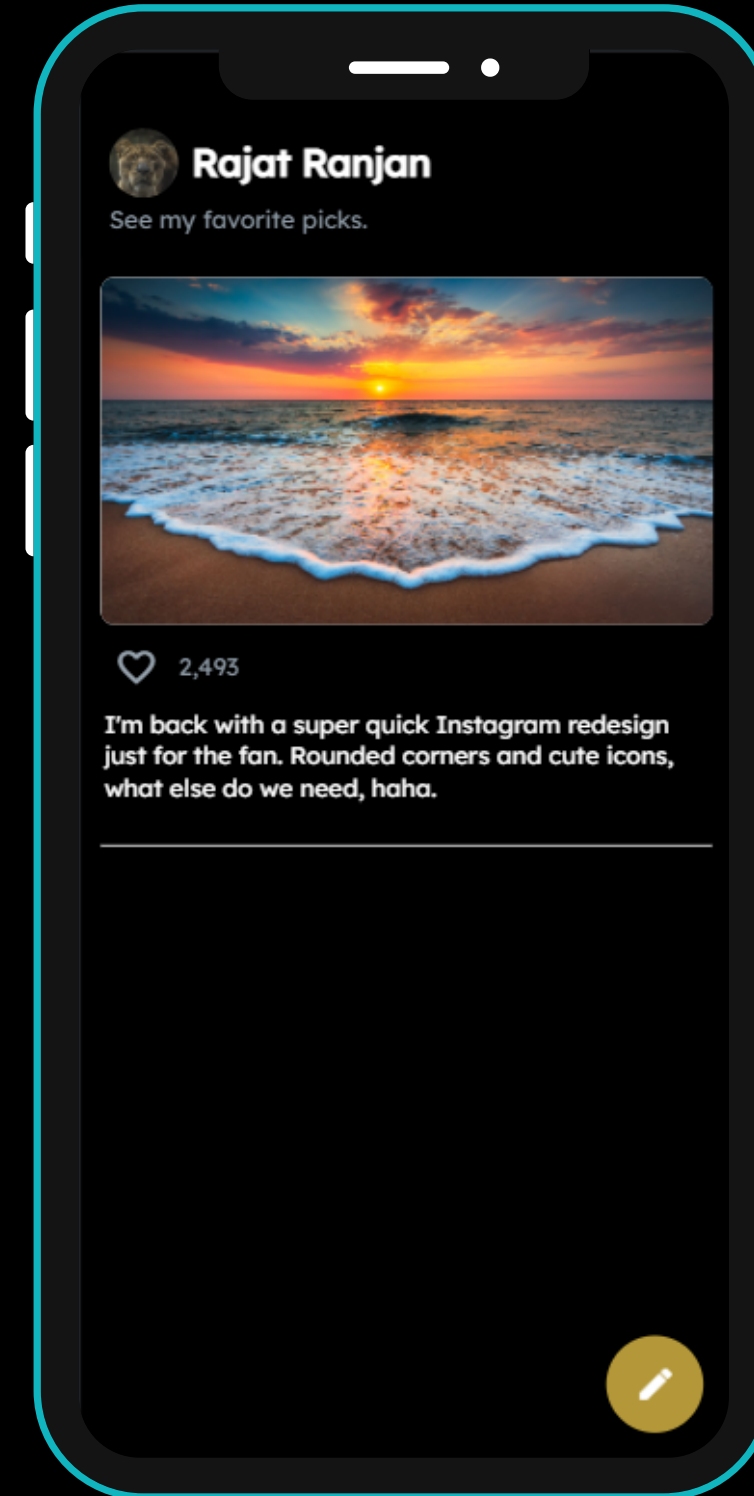 Rajat Ranjan
See my favorite picks.
2,493
I'm back with a super quick Instagram redesign
just for the fan. Rounded corners and cute icons,
what else do we need, haha.